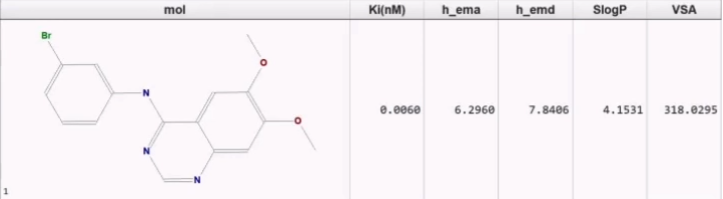 mol Ki(nM) h_ema h_emd SlogP VSA
Br
O
N
O
N
N
0.0060 6.2960 7.8406 4.1531 318.0295
1